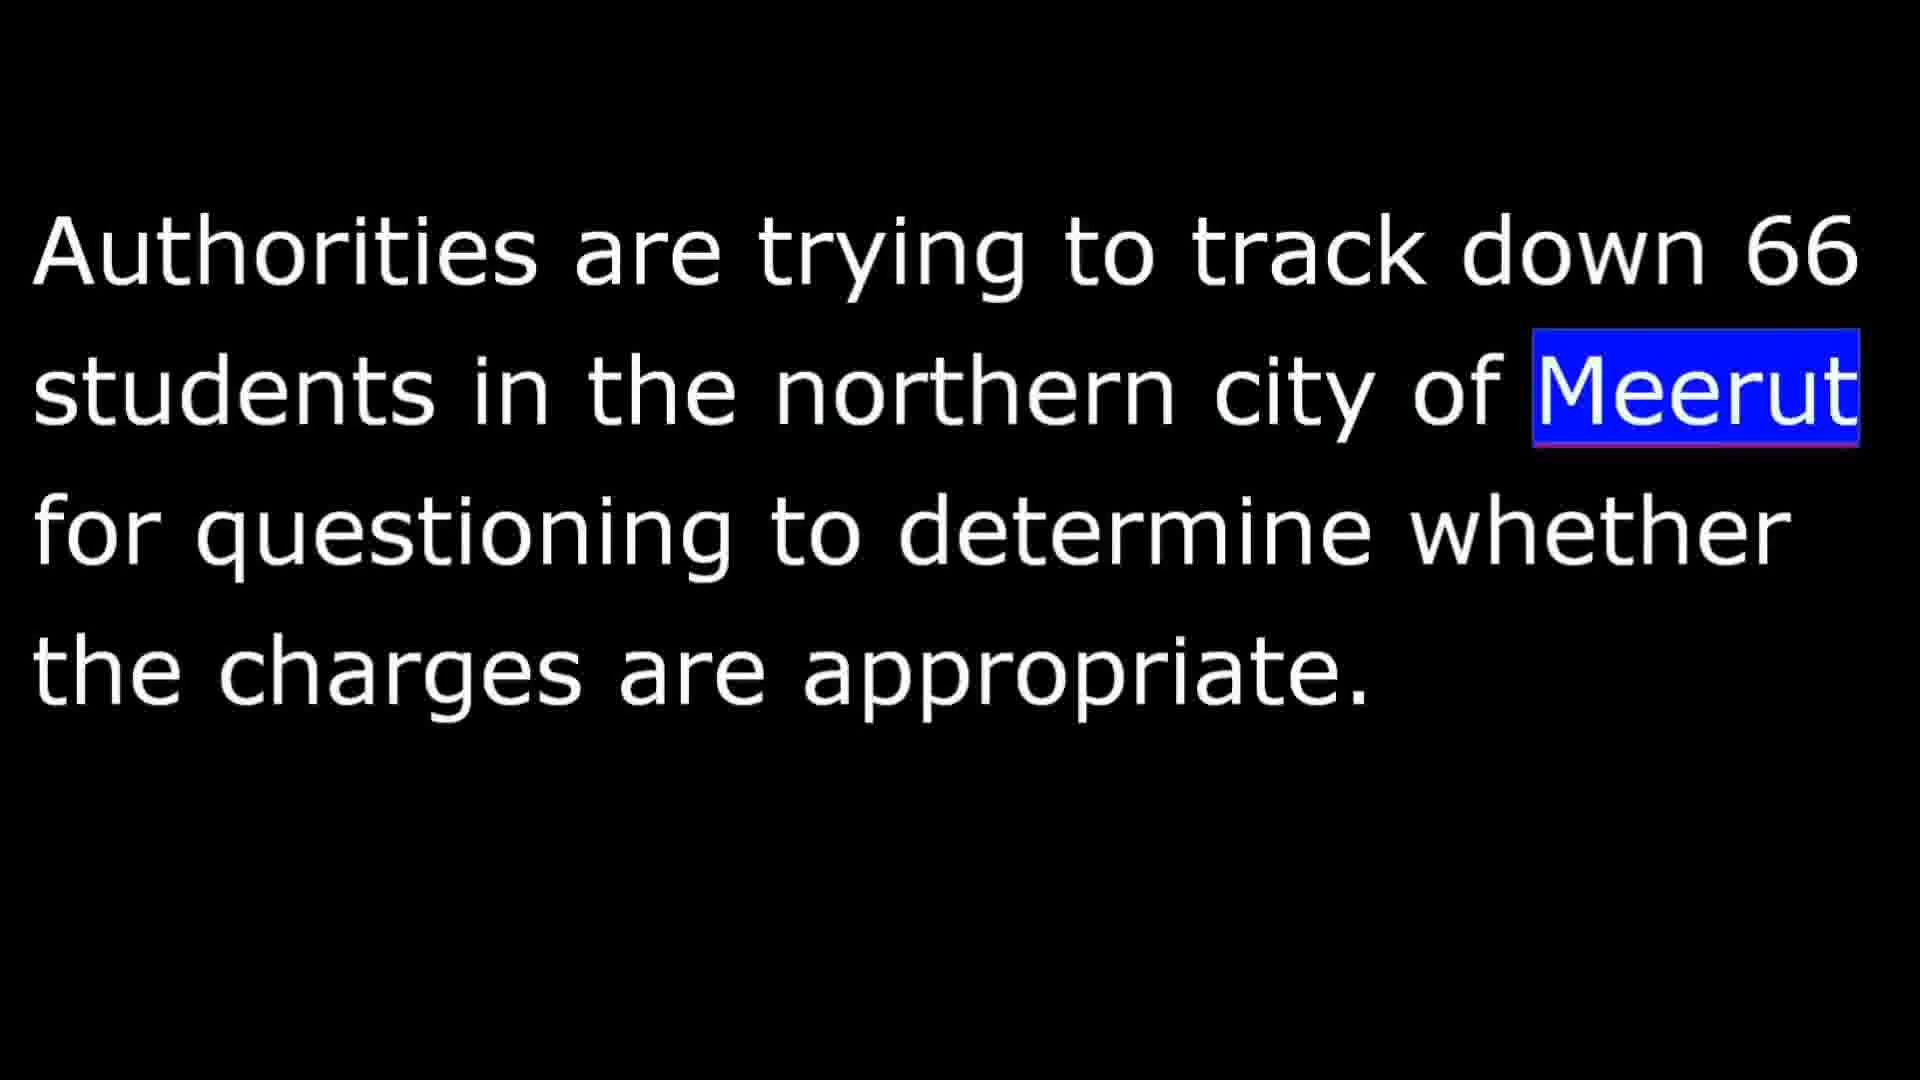 Authorities are trying to track down 66
students in the northern city of Meerut
for questioning to determine whether
the charges are appropriate.